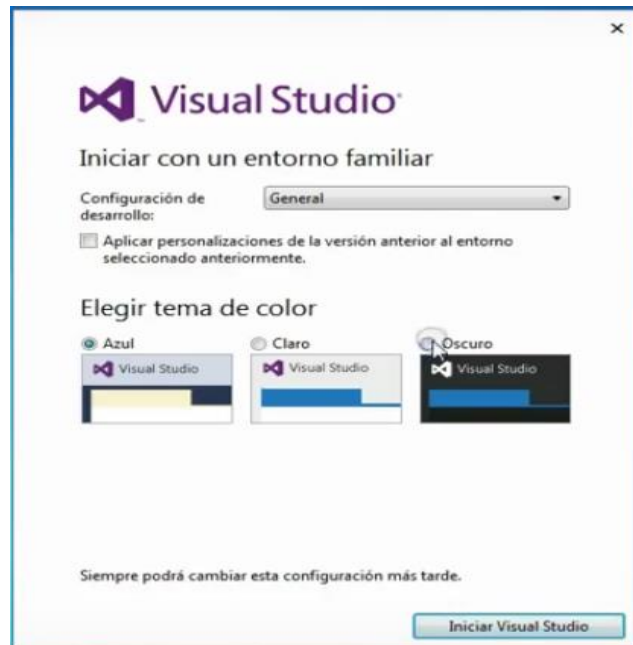 Visual Studio
Iniciar con un entorno familiar
Configuración de
desarrollo:
General
Aplicar personalizaciones de la versión anterior al entorno
seleccionado anteriormente.
Elegir tema de color
Azul
Claro
Oscuro
Visual Studio
Visual Studio
Visual Studio
Siempre podrá cambiar esta configuración más tarde.
Iniciar Visual Studio